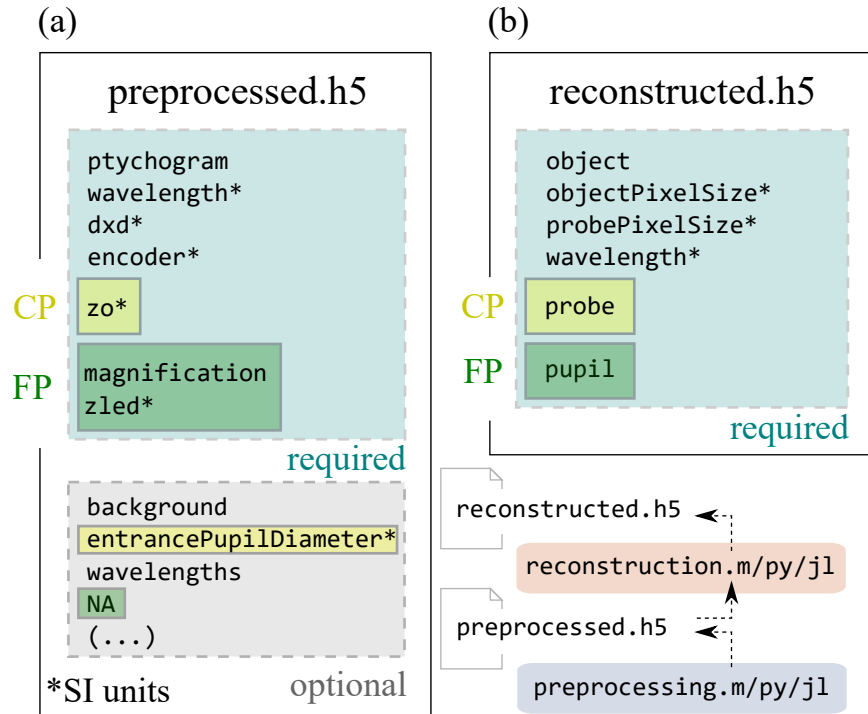 (a)
preprocessed.h5
ptychogram
wavelength*
dxd*
encoder*
CP
zo*
FP
magnification
zled*
required
background
entrancePupilDiameter*
wavelengths
NA
(...)
*SI units
optional
(b)
reconstructed.h5
object
objectPixelSize*
probePixelSize*
wavelength*
CP
probe
FP
pupil
required
reconstructed.h5
reconstruction.m/py/jl
preprocessed.h5
preprocessing.m/py/jl